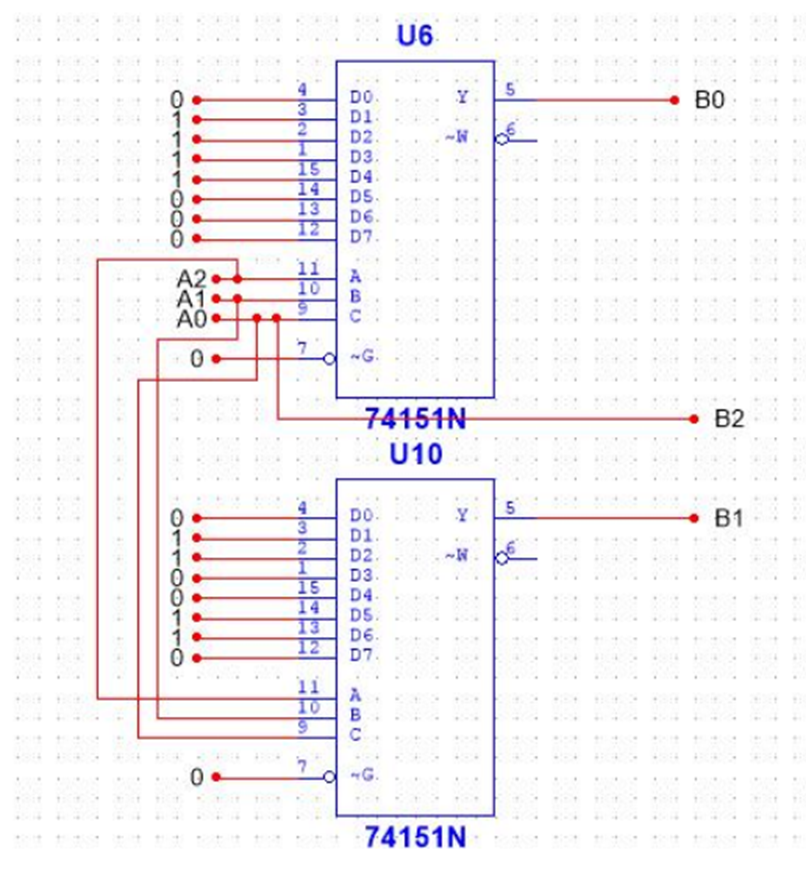 U6
0 4 D0 Y 5 B0
1 3 D1
1 2 D2 ~W 6
1 1 D3
1 15 D4
0 14 D5
0 13 D6
0 12 D7
A2 11 A
A1 10 B
A0 9 C
0 7 ~G
74151N B2
U10
0 4 D0 Y 5 B1
1 3 D1
1 2 D2 ~W 6
0 1 D3
0 15 D4
1 14 D5
1 13 D6
0 12 D7
11 A
10 B
9 C
0 7 ~G
74151N